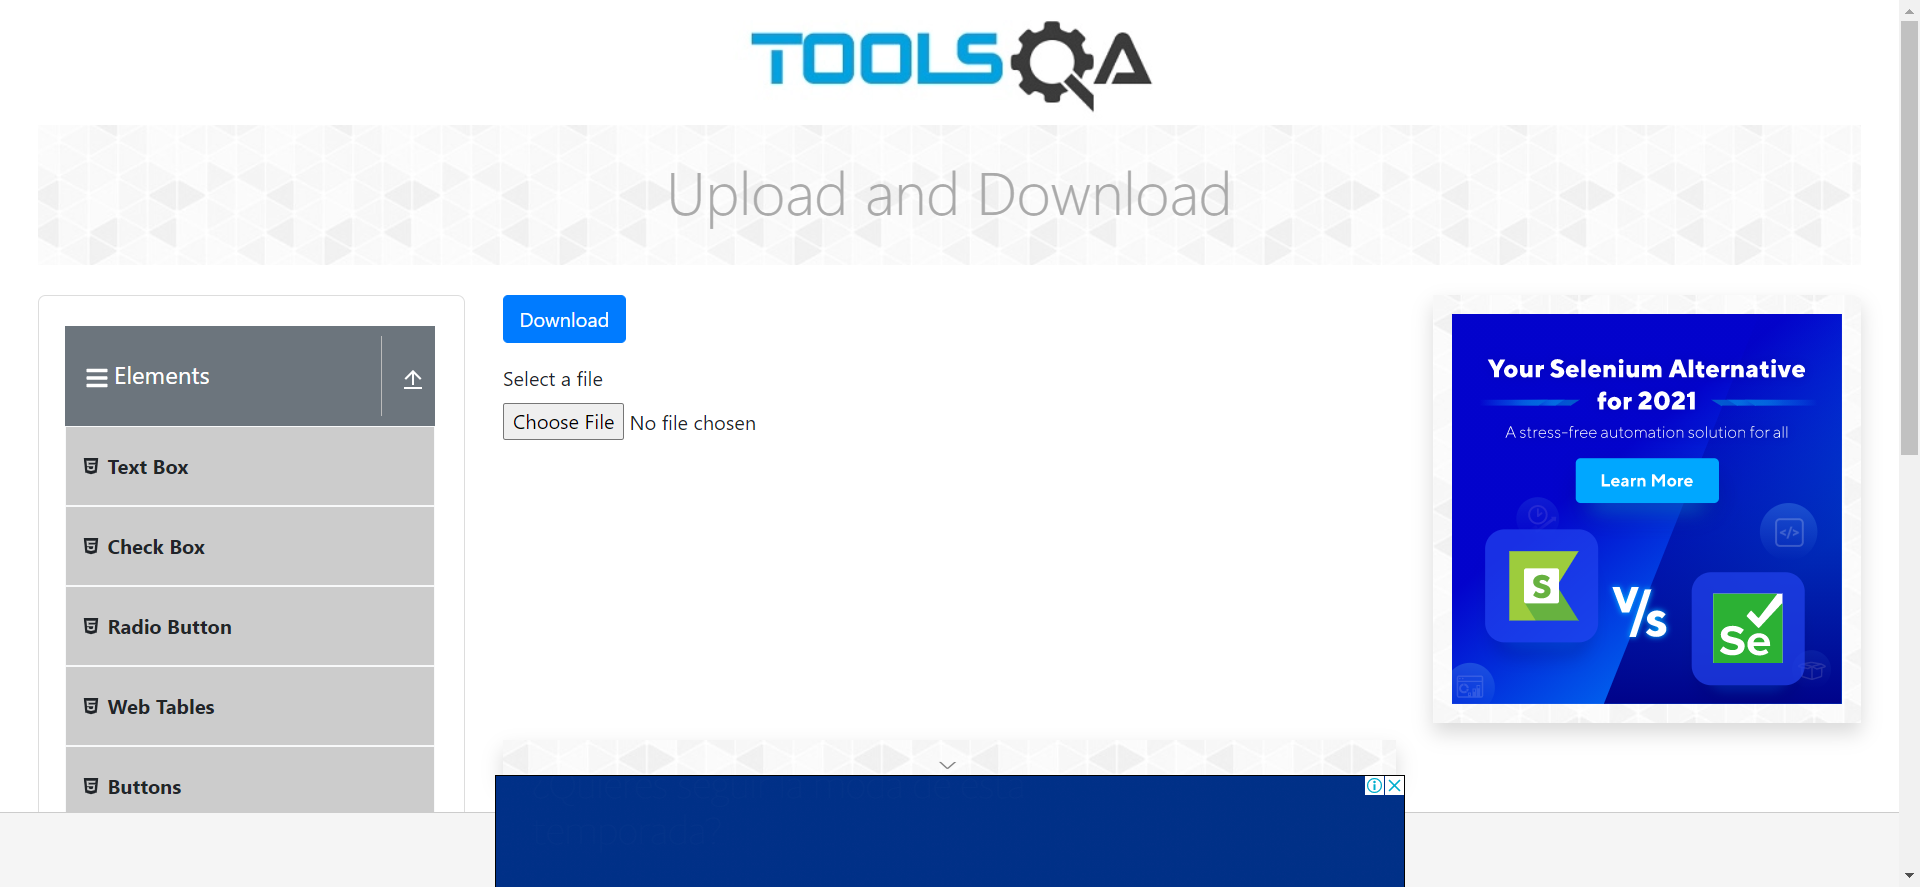 TOOLSQA
Upload and Download
Elements
Text Box
Check Box
Radio Button
Web Tables
Buttons
Download
Select a file
Choose File No file chosen
Your Selenium Alternative
for 2021
A stress-free automation solution for all
Learn More
</>
S
V/s
Se